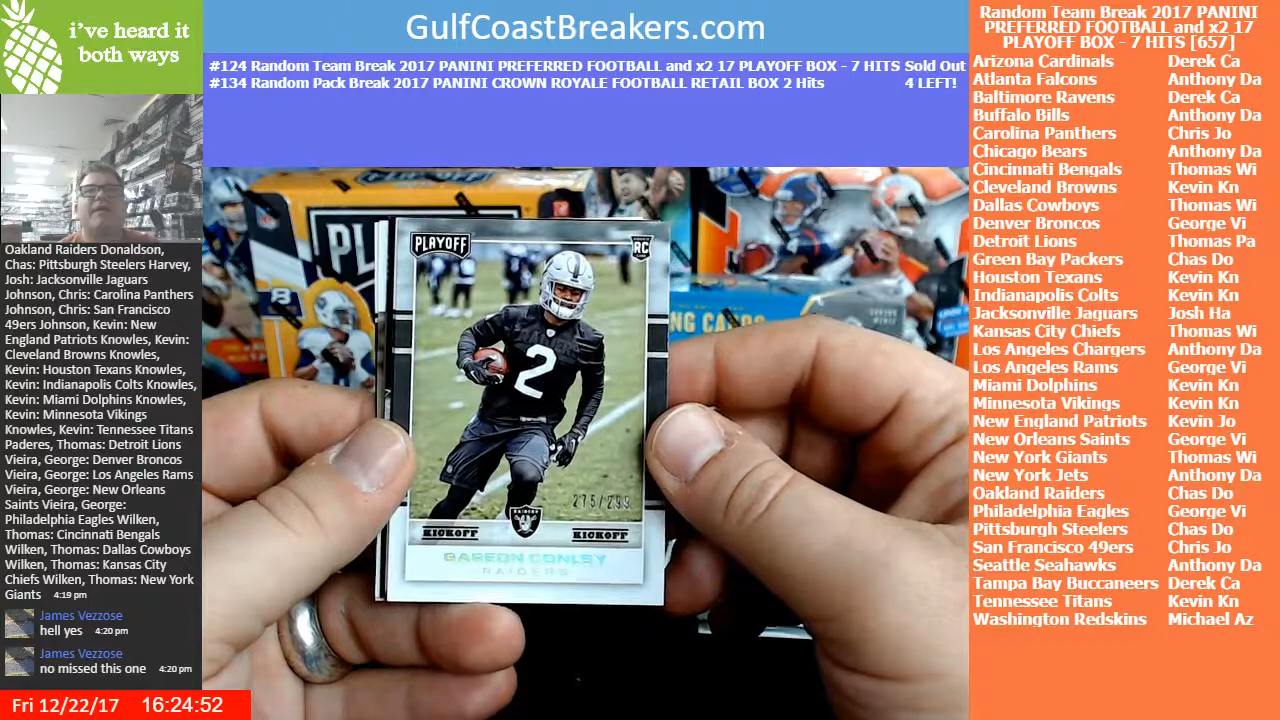 i've heard it
both ways
GulfCoastBreakers.com
#124 Random Team Break 2017 PANINI PREFERRED FOOTBALL and x2 17 PLAYOFF BOX - 7 HITS Sold Out
#134 Random Pack Break 2017 PANINI CROWN ROYALE FOOTBALL RETAIL BOX 2 Hits 4 LEFT!
Random Team Break 2017 PANINI
PREFERRED FOOTBALL and x2 17
PLAYOFF BOX - 7 HITS [657]
Arizona Cardinals Derek Ca
Atlanta Falcons Anthony Da
Baltimore Ravens Derek Ca
Buffalo Bills Anthony Da
Carolina Panthers Chris Jo
Chicago Bears Anthony Da
Cincinnati Bengals Thomas Wi
Cleveland Browns Kevin Kn
Dallas Cowboys Thomas Wi
Denver Broncos George Vi
Detroit Lions Thomas Pa
Green Bay Packers Chas Do
Houston Texans Kevin Kn
Indianapolis Colts Kevin Kn
Jacksonville Jaguars Josh Ha
Kansas City Chiefs Thomas Wi
Los Angeles Chargers Anthony Da
Los Angeles Rams George Vi
Miami Dolphins Kevin Kn
Minnesota Vikings Kevin Kn
New England Patriots Kevin Jo
New Orleans Saints George Vi
New York Giants Thomas Wi
New York Jets Anthony Da
Oakland Raiders Chas Do
Philadelphia Eagles George Vi
Pittsburgh Steelers Chas Do
San Francisco 49ers Chris Jo
Seattle Seahawks Anthony Da
Tampa Bay Buccaneers Derek Ca
Tennessee Titans Kevin Kn
Washington Redskins Michael Az
Oakland Raiders Donaldson,
Chas: Pittsburgh Steelers Harvey,
Josh: Jacksonville Jaguars
Johnson, Chris: Carolina Panthers
Johnson, Chris: San Francisco
49ers Johnson, Kevin: New
England Patriots Knowles, Kevin:
Cleveland Browns Knowles,
Kevin: Houston Texans Knowles,
Kevin: Indianapolis Colts Knowles,
Kevin: Miami Dolphins Knowles,
Kevin: Minnesota Vikings
Knowles, Kevin: Tennessee Titans
Paderes, Thomas: Detroit Lions
Vieira, George: Denver Broncos
Vieira, George: Los Angeles Rams
Vieira, George: New Orleans
Saints Vieira, George:
Philadelphia Eagles Wilken,
Thomas: Cincinnati Bengals
Wilken, Thomas: Dallas Cowboys
Wilken, Thomas: Kansas City
Chiefs Wilken, Thomas: New York
Giants 4:19 pm
James Vezzose
hell yes 4:20 pm
James Vezzose
no missed this one 4:20 pm
Fri 12/22/17 16:24:52
PL
NG CARDS
PLAYOFF
RC
2
275/299
RAIDERS
KICKOFF KICKOFF
GAREON CONLEY
RAIDERS